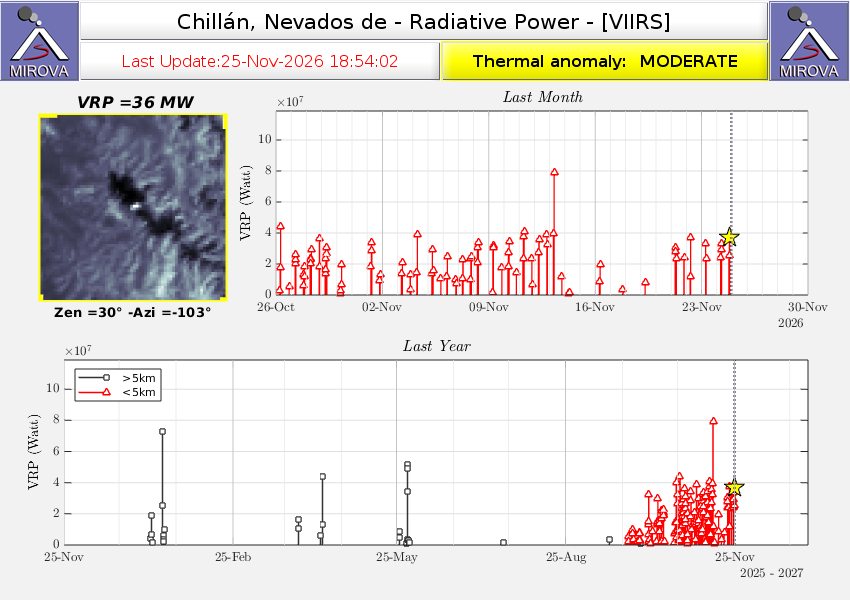 MIROVA
Chillán, Nevados de - Radiative Power - [VIIRS]
MIROVA
Last Update:25-Nov-2026 18:54:02
Thermal anomaly: MODERATE
VRP =36 MW
Zen =30° -Azi =-103°
Last Month
×10⁷
VRP (Watt)
10
8
6
4
2
0
26-Oct 02-Nov 09-Nov 16-Nov 23-Nov 30-Nov
2026
Last Year
×10⁷
VRP (Watt)
>5km
<5km
10
8
6
4
2
0
25-Nov 25-Feb 25-May 25-Aug 25-Nov
2025 - 2027